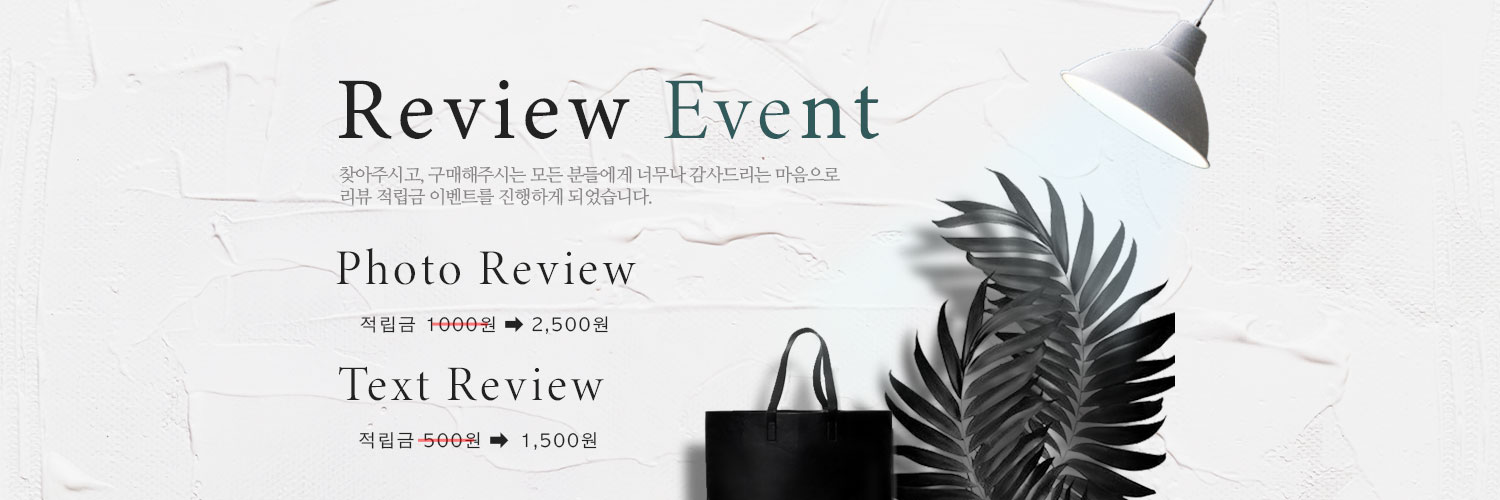 Review Event
찾아주시고, 구매해주시는 모든 분들에게 너무나 감사드리는 마음으로
리뷰 적립금 이벤트를 진행하게 되었습니다.
Photo Review
적립금 1000원 ➡ 2,500원
Text Review
적립금 500원 ➡ 1,500원